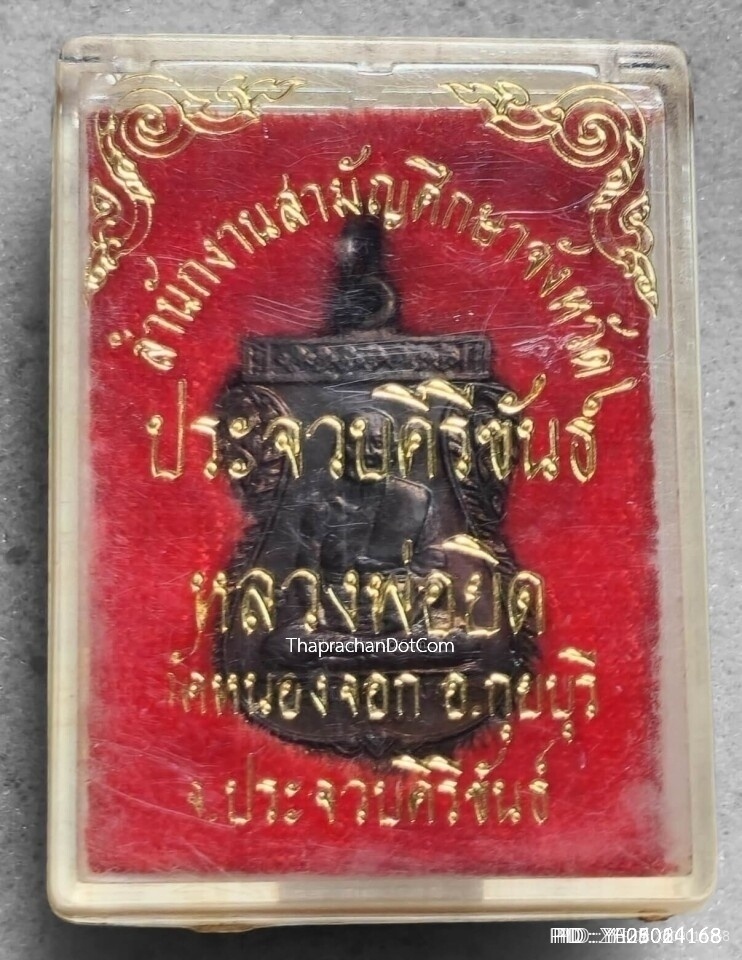 สำนักงานสามัญศึกษาจังหวัด
ประจวบคีรีขันธ์
หลวงพ่อยิด
ThaprachanDotCom
วัดหนองจอก อ.กุยบุรี
จ.ประจวบคีรีขันธ์